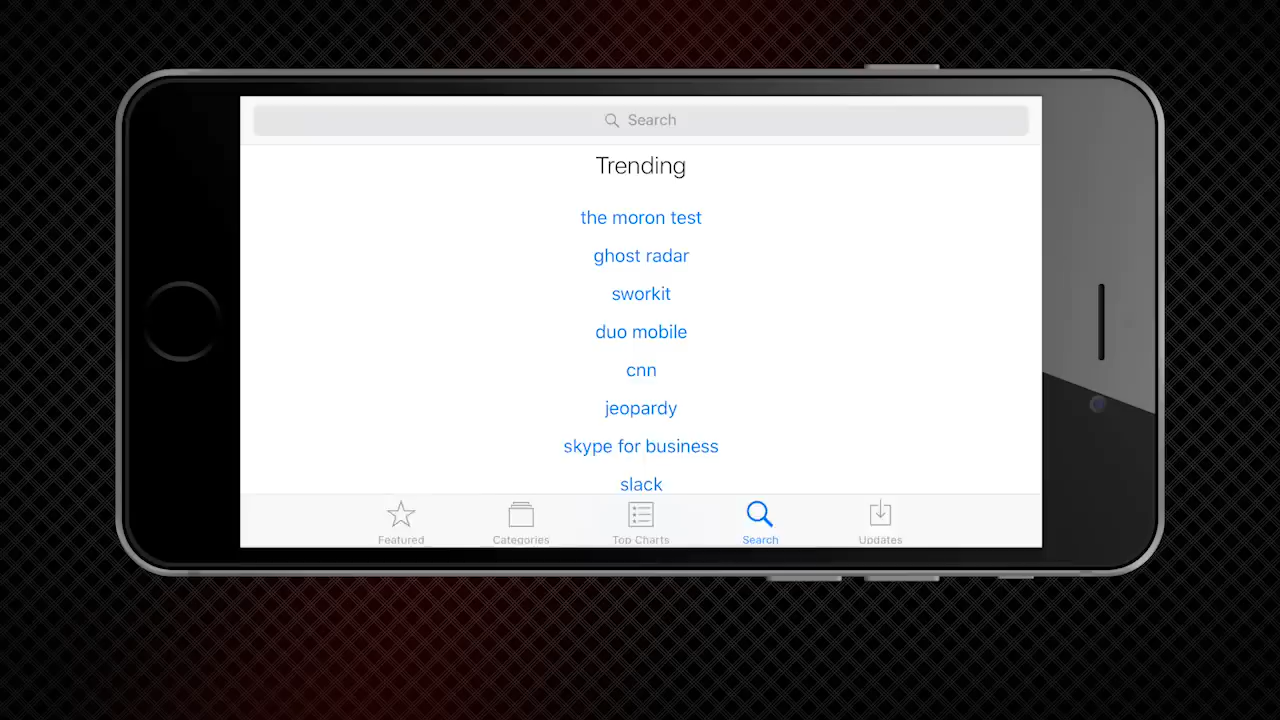 Search
Trending
the moron test
ghost radar
sworkit
duo mobile
cnn
jeopardy
skype for business
slack
Featured
Categories
Top Charts
Search
Updates